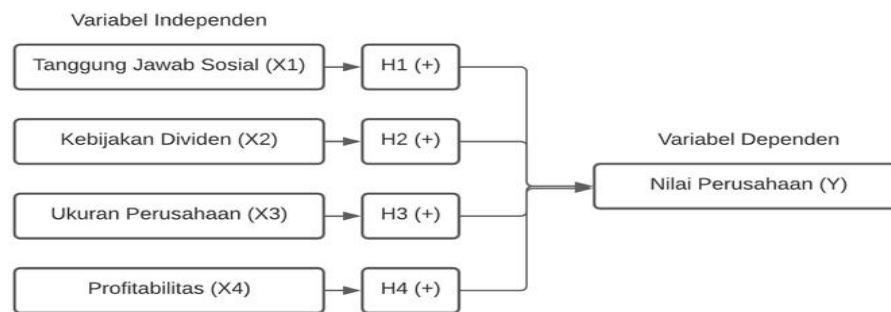 Variabel Independen
Tanggung Jawab Sosial (X1)
H1 (+)
Kebijakan Dividen (X2)
H2 (+)
Variabel Dependen
Nilai Perusahaan (Y)
Ukuran Perusahaan (X3)
H3 (+)
Profitabilitas (X4)
H4 (+)